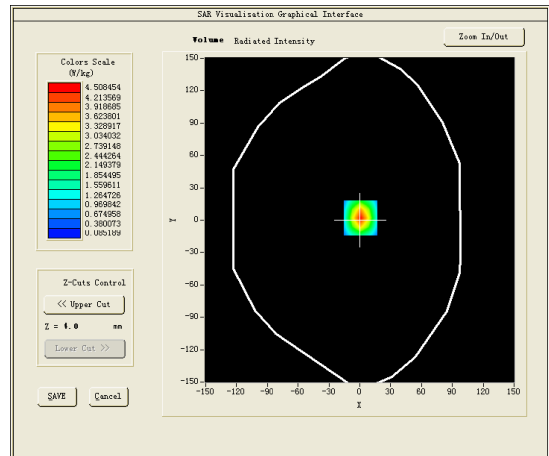 SAR Visualisation Graphical Interface
Volume Radiated Intensity
Zoom In/Out
Colors Scale
(W/kg)
4.508454
4.213569
3.918685
3.623801
3.328917
3.034032
2.739148
2.444264
2.149379
1.854495
1.559611
1.264726
0.969842
0.674958
0.380073
0.085189
Z-Cuts Control
<< Upper Cut
Z = 4.0 mm
Lower Cut >>
SAVE Cancel
150
120
90
60
30
0
-30
-60
-90
-120
-150
Y
-150 -120 -90 -60 -30 0 30 60 90 120 150
X